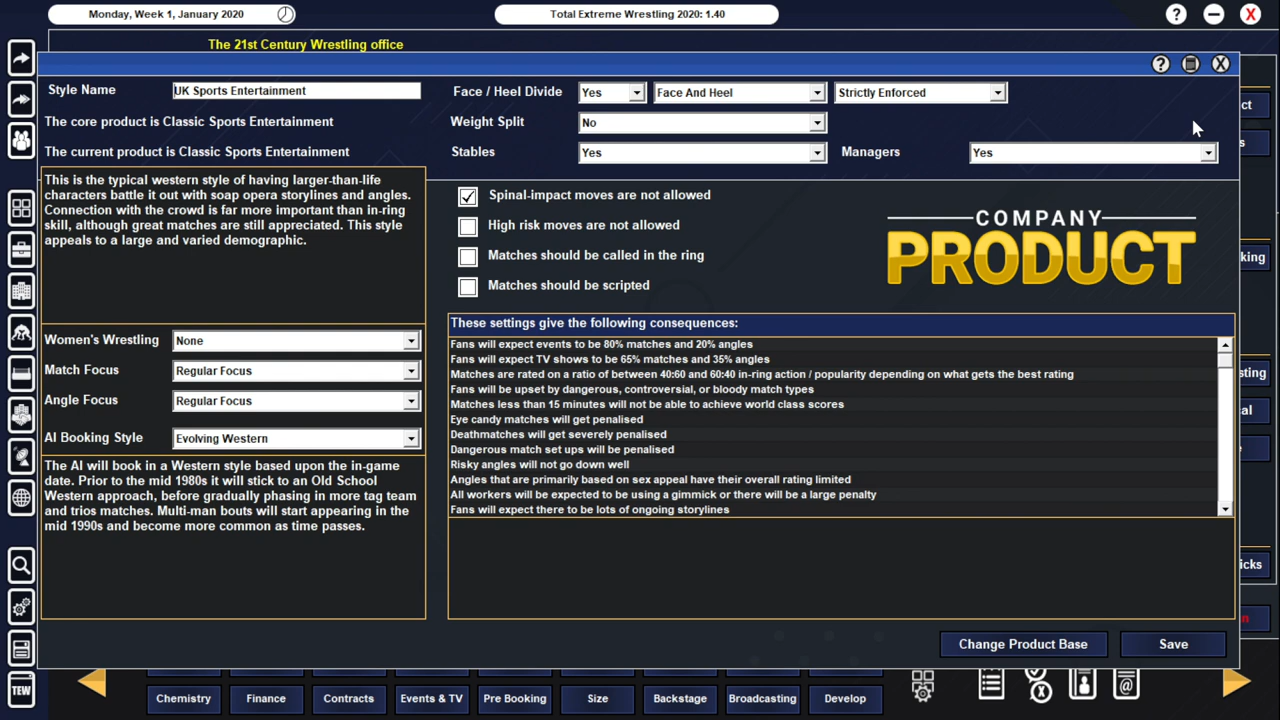 Monday, Week 1, January 2020
Total Extreme Wrestling 2020: 1.40
? X
The 21st Century Wrestling office
? X
Style Name
UK Sports Entertainment
Face / Heel Divide
Yes
Face And Heel
Strictly Enforced
The core product is Classic Sports Entertainment
Weight Split
No
The current product is Classic Sports Entertainment
Stables
Yes
Managers
Yes
This is the typical western style of having larger-than-life
characters battle it out with soap opera storylines and angles.
Connection with the crowd is far more important than in-ring
skill, although great matches are still appreciated. This style
appeals to a large and varied demographic.
Spinal-impact moves are not allowed
High risk moves are not allowed
Matches should be called in the ring
Matches should be scripted
COMPANY
PRODUCT
Women's Wrestling
None
Match Focus
Regular Focus
Angle Focus
Regular Focus
AI Booking Style
Evolving Western
The AI will book in a Western style based upon the in-game
date. Prior to the mid 1980s it will stick to an Old School
Western approach, before gradually phasing in more tag team
and trios matches. Multi-man bouts will start appearing in the
mid 1990s and become more common as time passes.
These settings give the following consequences:
Fans will expect events to be 80% matches and 20% angles
Fans will expect TV shows to be 65% matches and 35% angles
Matches are rated on a ratio of between 40:60 and 60:40 in-ring action / popularity depending on what gets the best rating
Fans will be upset by dangerous, controversial, or bloody match types
Matches less than 15 minutes will not be able to achieve world class scores
Eye candy matches will get penalised
Deathmatches will get severely penalised
Dangerous match set ups will be penalised
Risky angles will not go down well
Angles that are primarily based on sex appeal have their overall rating limited
All workers will be expected to be using a gimmick or there will be a large penalty
Fans will expect there to be lots of ongoing storylines
Change Product Base
Save
ct
s
king
sting
al
e
icks
n
TEW
Chemistry
Finance
Contracts
Events & TV
Pre Booking
Size
Backstage
Broadcasting
Develop